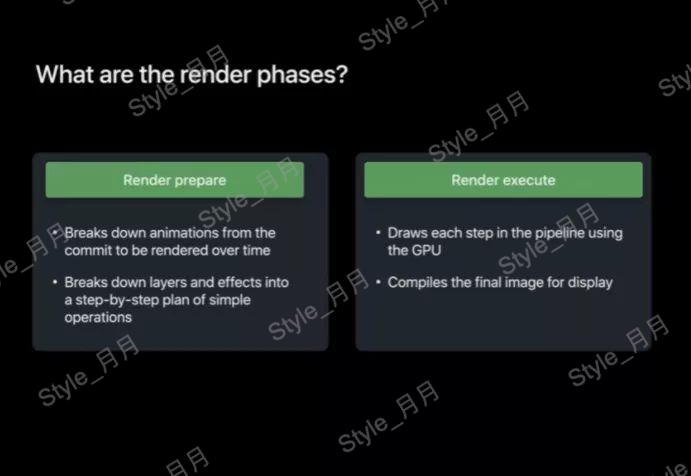 What are the render phases?
Render prepare
• Breaks down animations from the
commit to be rendered over time
• Breaks down layers and effects into
a step-by-step plan of simple
operations
Render execute
• Draws each step in the pipeline using
the GPU
• Compiles the final image for display
Style_月月
Style_月月
Style_月月
Style_月月
Style_月月
Style_月月
Style_月月
Style_月月
Style_月月
Style_月月